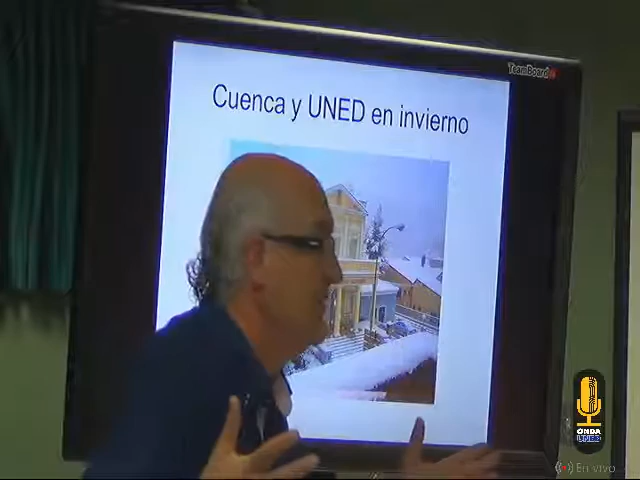 TeamBoard
Cuenca y UNED en invierno
ONDA
UNED
En vivo